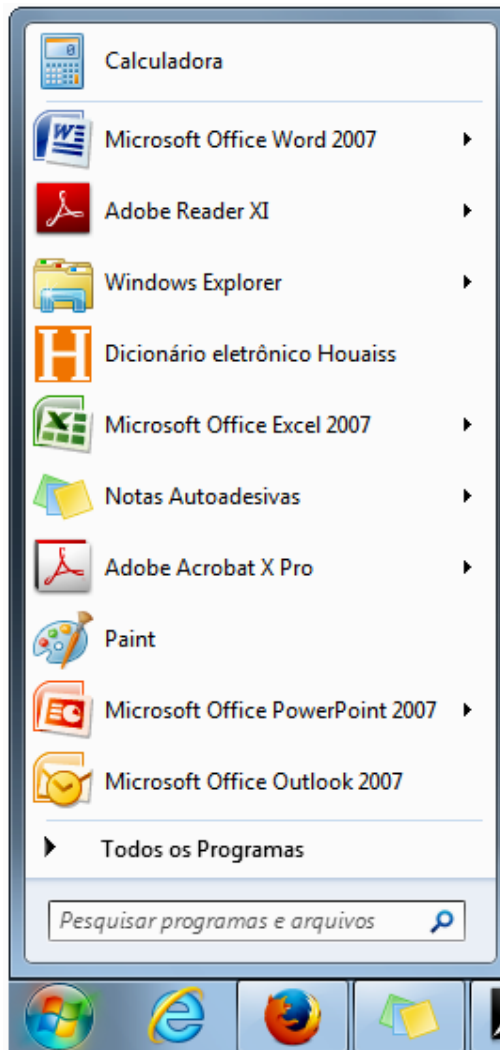 Calculadora
Microsoft Office Word 2007
Adobe Reader XI
Windows Explorer
Dicionário eletrônico Houaiss
Microsoft Office Excel 2007
Notas Autoadesivas
Adobe Acrobat X Pro
Paint
Microsoft Office PowerPoint 2007
Microsoft Office Outlook 2007
Todos os Programas
Pesquisar programas e arquivos